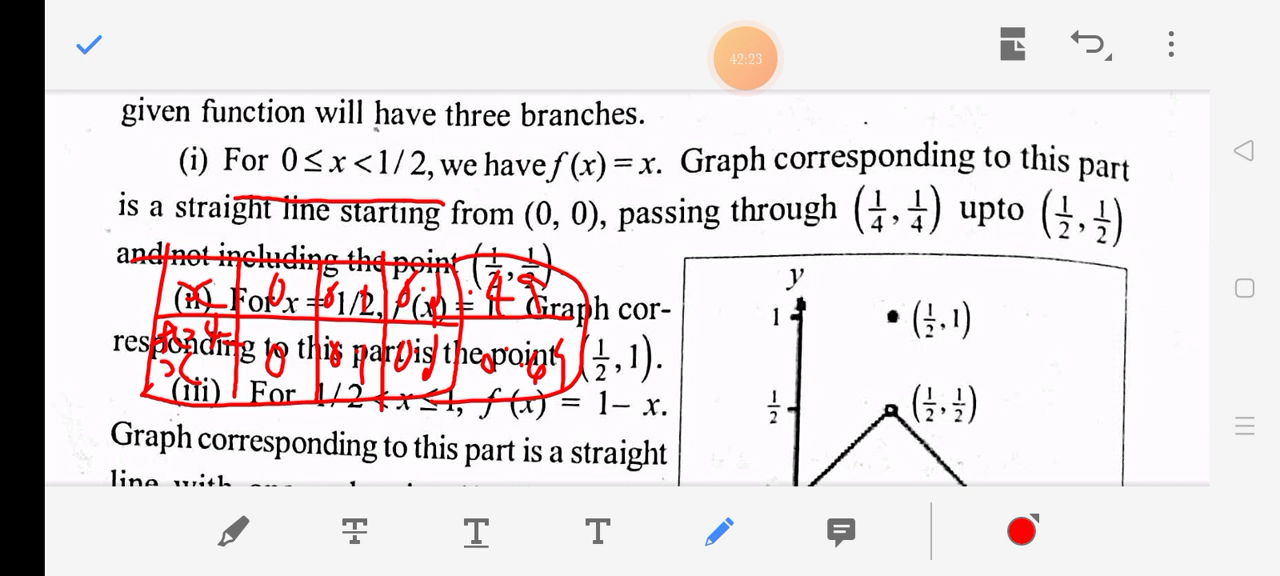 42:23
given function will have three branches.
(i) For 0 ≤ x < 1/2, we have f(x) = x. Graph corresponding to this part
is a straight line starting from (0, 0), passing through (1/4, 1/4) upto (1/2, 1/2)
and not including the point (1/2, 1/2).
(ii) For x = 1/2, f(x) = 1. Graph cor-
responding to this part is the point (1/2, 1).
(iii) For 1/2 < x ≤ 1, f(x) = 1 – x.
Graph corresponding to this part is a straight
y
1
(1/2, 1)
1/2
(1/2, 1/2)
x 0
0
T T T